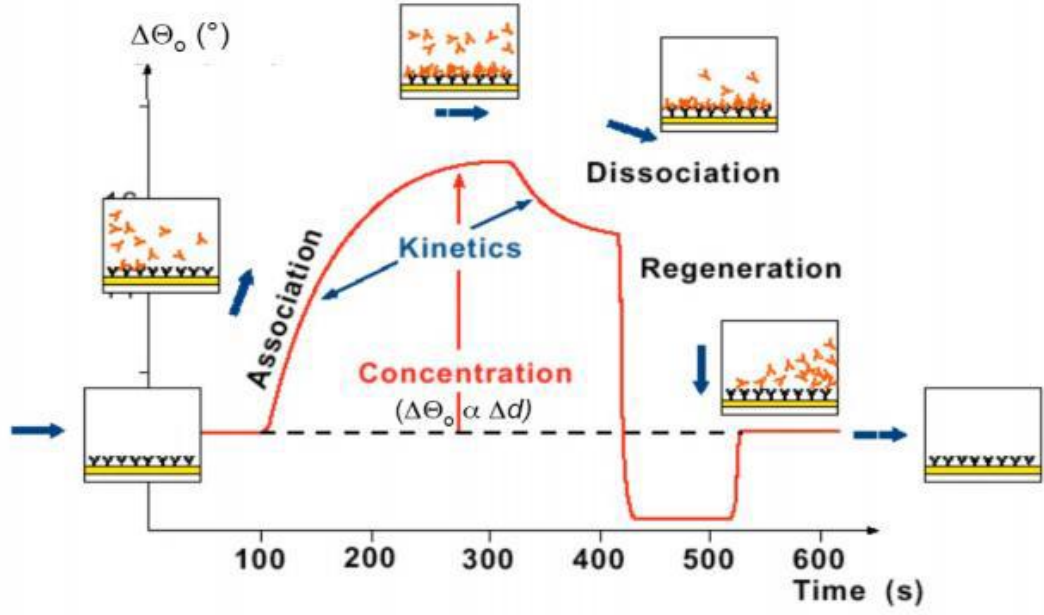 ΔΘₒ (°)
Dissociation
Kinetics
Regeneration
Association
Concentration
(ΔΘₒ α Δd)
100 200 300 400 500 600
Time (s)